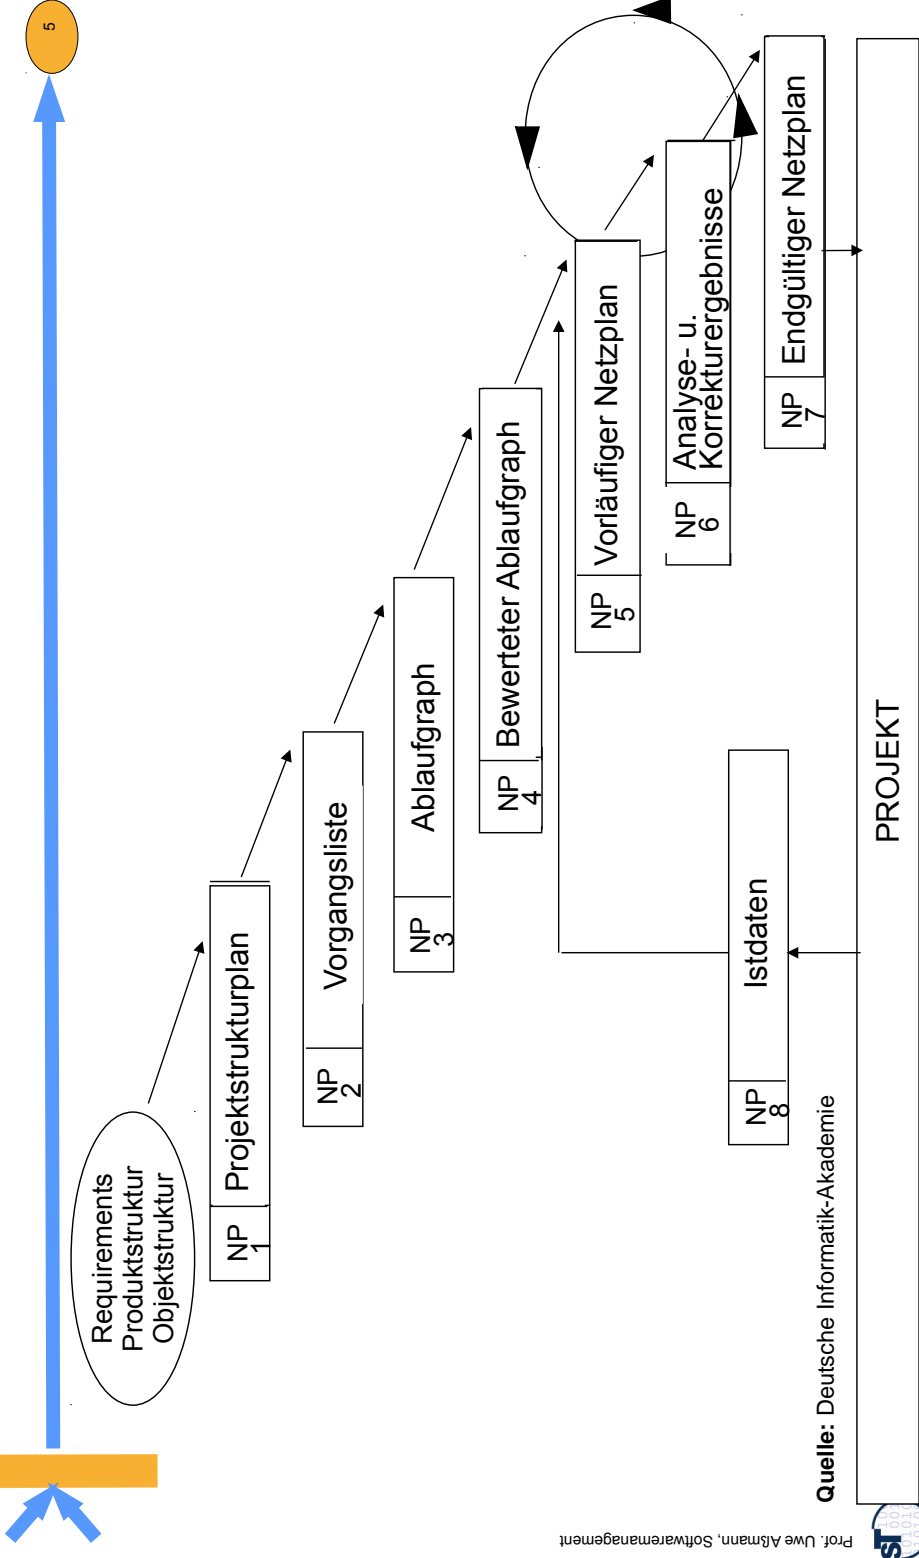 5
Requirements
Produktstruktur
Objektstruktur
NP
1
Projektstrukturplan
NP
2
Vorgangsliste
NP
3
Ablaufgraph
NP
4
Bewerteter Ablaufgraph
NP
5
Vorläufiger Netzplan
NP
6
Analyse- u.
Korrekturergebnisse
NP
7
Endgültiger Netzplan
NP
8
Istdaten
PROJEKT
Quelle: Deutsche Informatik-Akademie
Prof. Uwe Aßmann, Softwaremanagement
ST